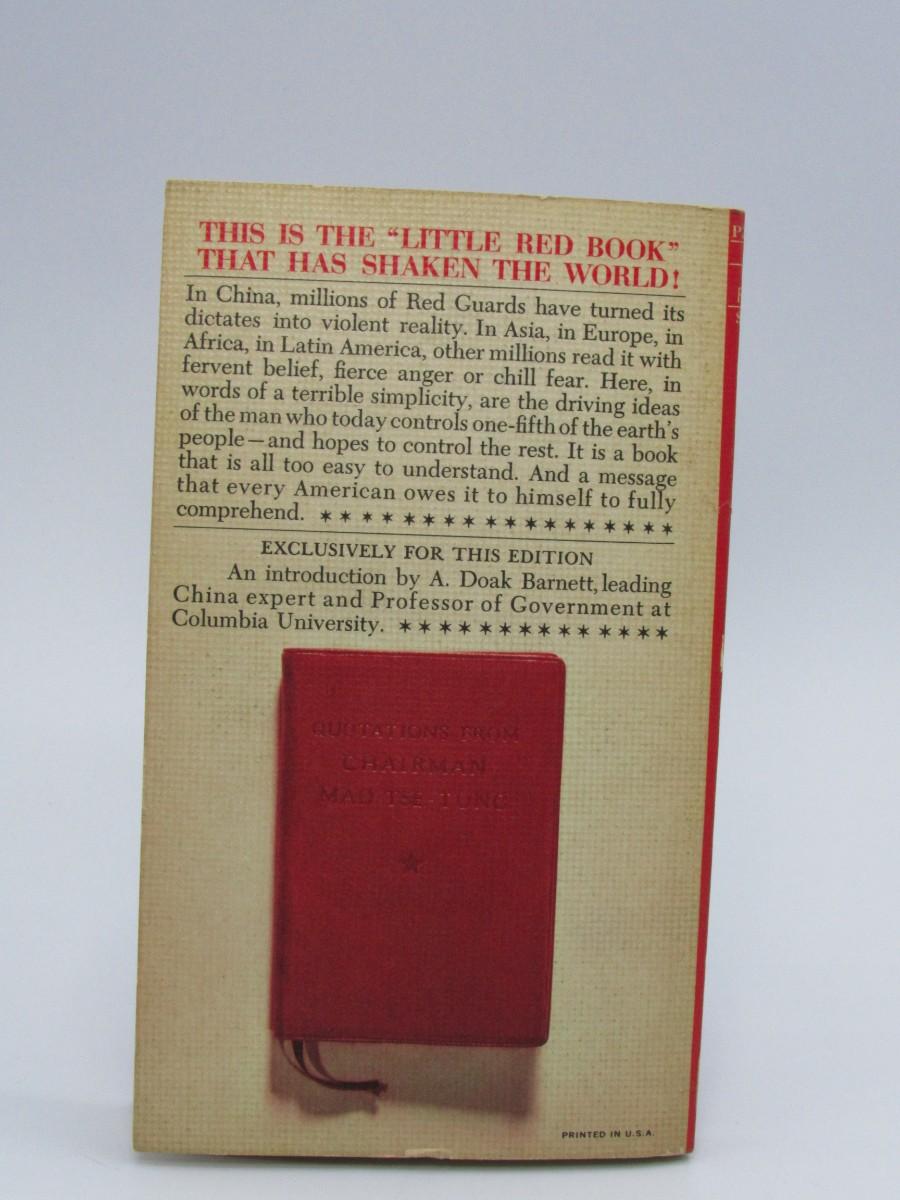 THIS IS THE “LITTLE RED BOOK”
THAT HAS SHAKEN THE WORLD!
In China, millions of Red Guards have turned its
dictates into violent reality. In Asia, in Europe, in
Africa, in Latin America, other millions read it with
fervent belief, fierce anger or chill fear. Here, in
words of a terrible simplicity, are the driving ideas
of the man who today controls one-fifth of the earth's
people—and hopes to control the rest. It is a book
that is all too easy to understand. And a message
that every American owes it to himself to fully
comprehend. ✶ ✶ ✶ ✶ ✶ ✶ ✶ ✶ ✶ ✶ ✶ ✶ ✶ ✶ ✶ ✶ ✶ ✶
EXCLUSIVELY FOR THIS EDITION
An introduction by A. Doak Barnett, leading
China expert and Professor of Government at
Columbia University. ✶ ✶ ✶ ✶ ✶ ✶ ✶ ✶ ✶ ✶ ✶ ✶ ✶ ✶
QUOTATIONS FROM
CHAIRMAN
MAO TSE-TUNG
PRINTED IN U.S.A.